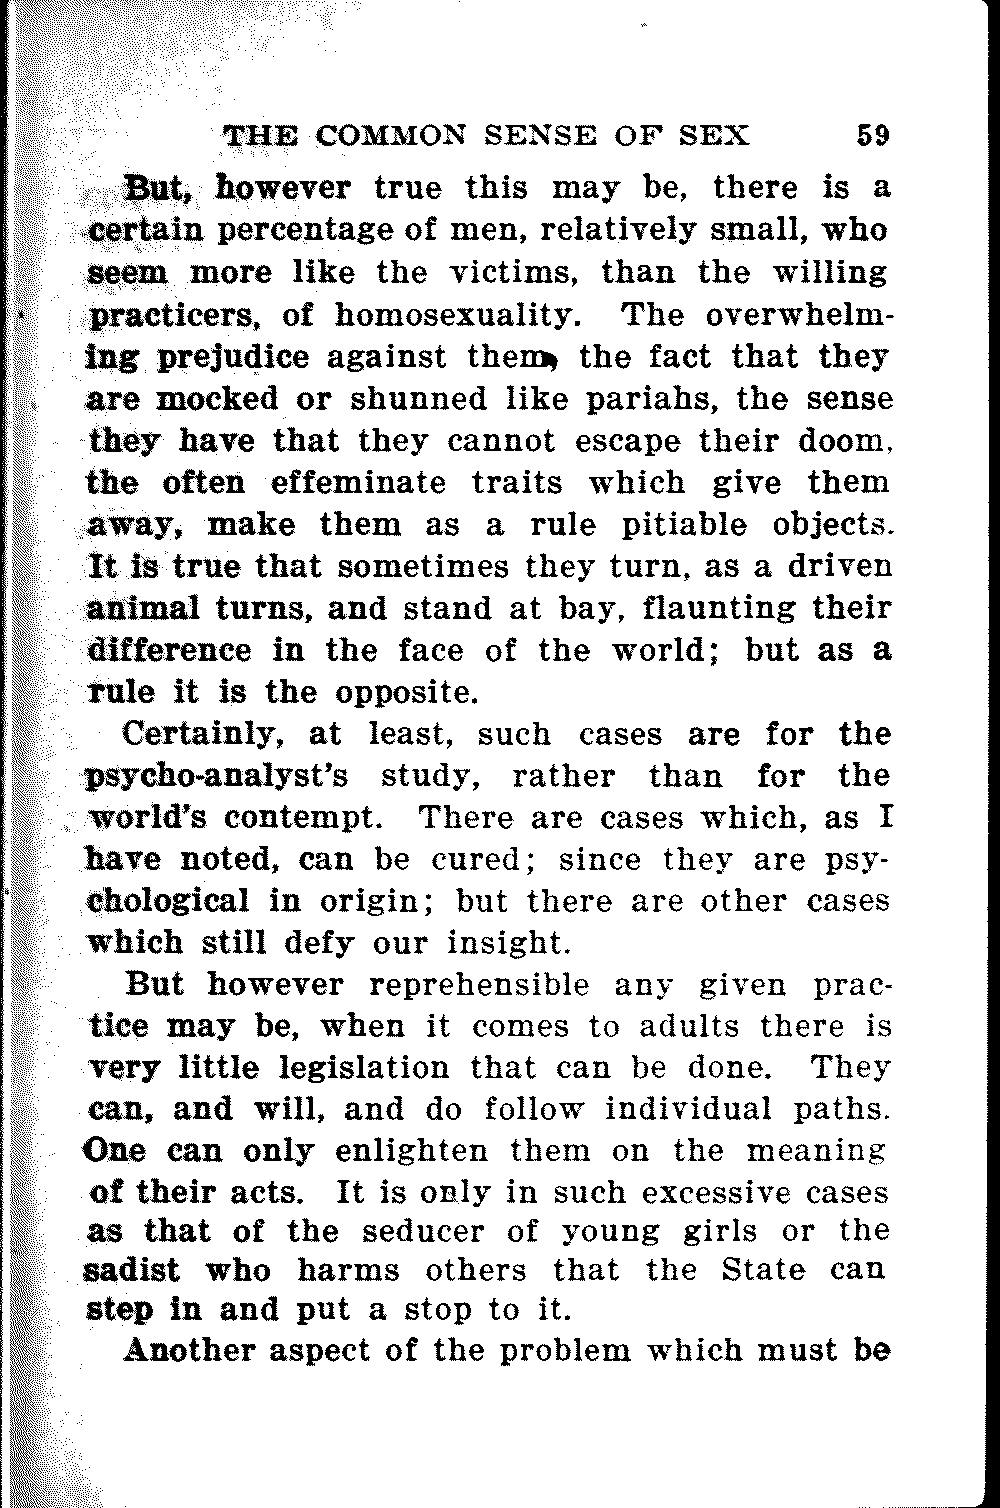 THE COMMON SENSE OF SEX 59
But, however true this may be, there is a
certain percentage of men, relatively small, who
seem more like the victims, than the willing
practicers, of homosexuality. The overwhelm-
ing prejudice against them, the fact that they
are mocked or shunned like pariahs, the sense
they have that they cannot escape their doom,
the often effeminate traits which give them
away, make them as a rule pitiable objects.
It is true that sometimes they turn, as a driven
animal turns, and stand at bay, flaunting their
difference in the face of the world; but as a
rule it is the opposite.
Certainly, at least, such cases are for the
psycho-analyst's study, rather than for the
world's contempt. There are cases which, as I
have noted, can be cured; since they are psy-
chological in origin; but there are other cases
which still defy our insight.
But however reprehensible any given prac-
tice may be, when it comes to adults there is
very little legislation that can be done. They
can, and will, and do follow individual paths.
One can only enlighten them on the meaning
of their acts. It is only in such excessive cases
as that of the seducer of young girls or the
sadist who harms others that the State can
step in and put a stop to it.
Another aspect of the problem which must be